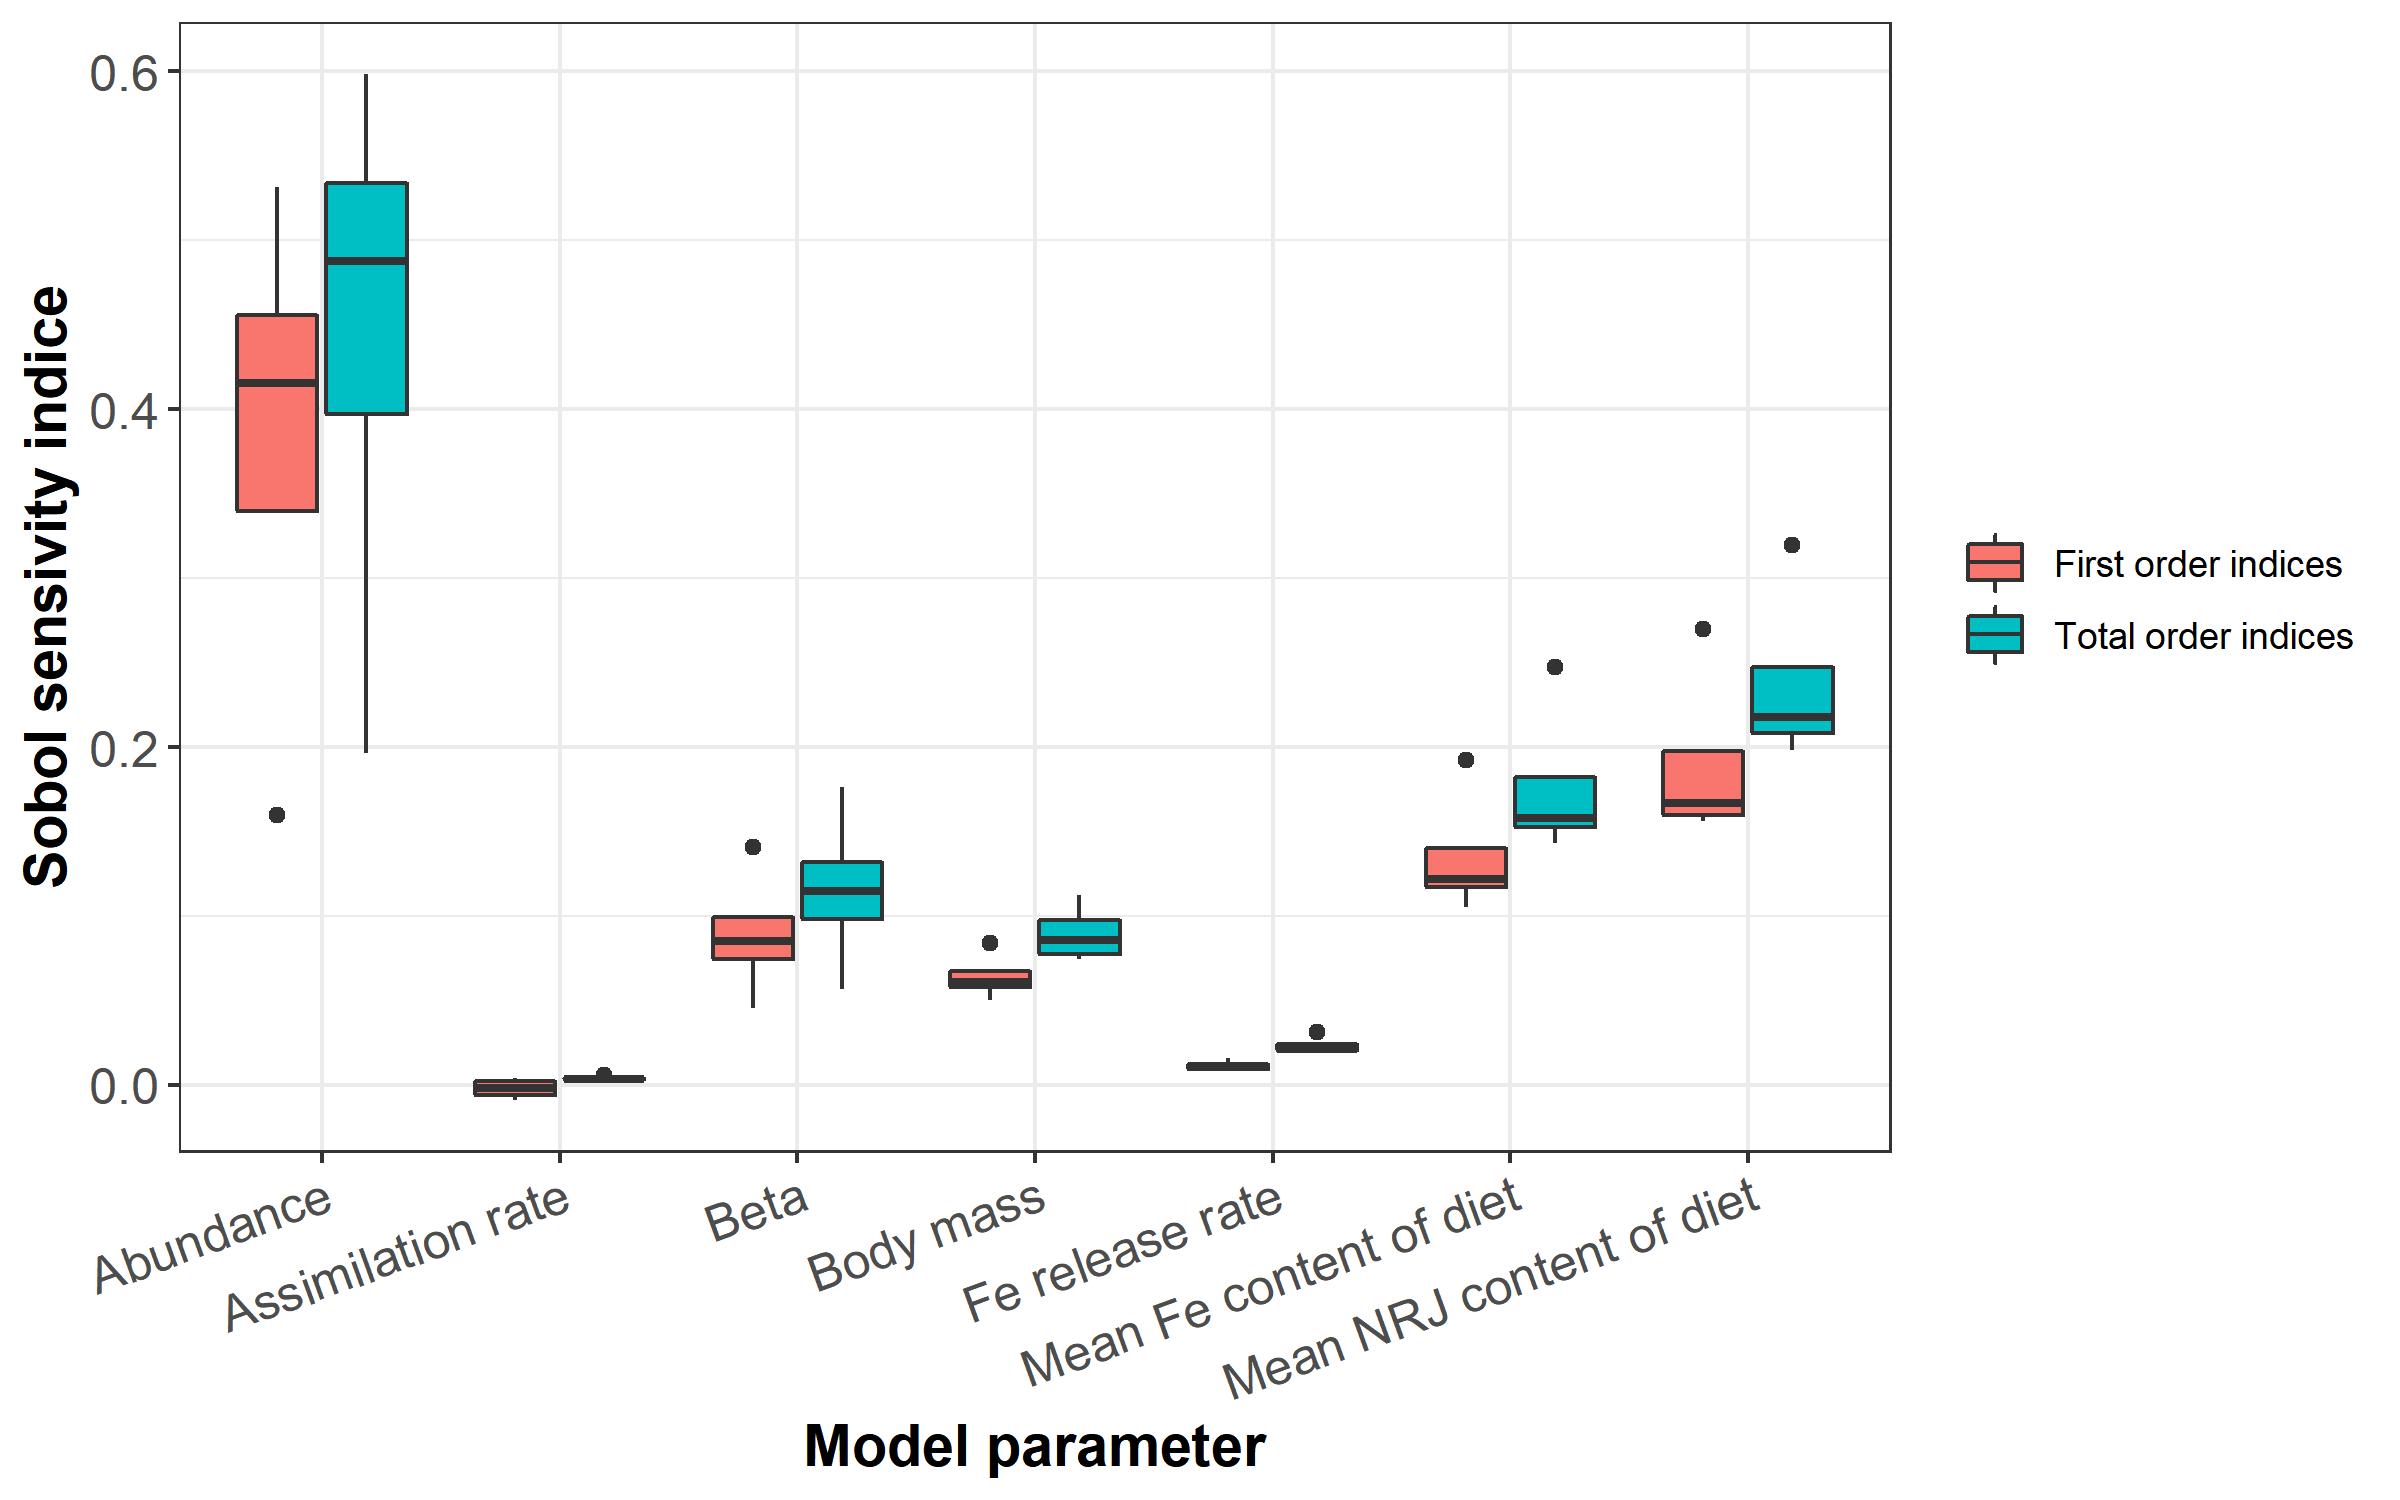 Sobol sensivity indice
0.6
0.4
0.2
0.0
Abundance
Assimilation rate
Beta
Body mass
Fe release rate
Mean Fe content of diet
Mean NRJ content of diet
Model parameter
First order indices
Total order indices